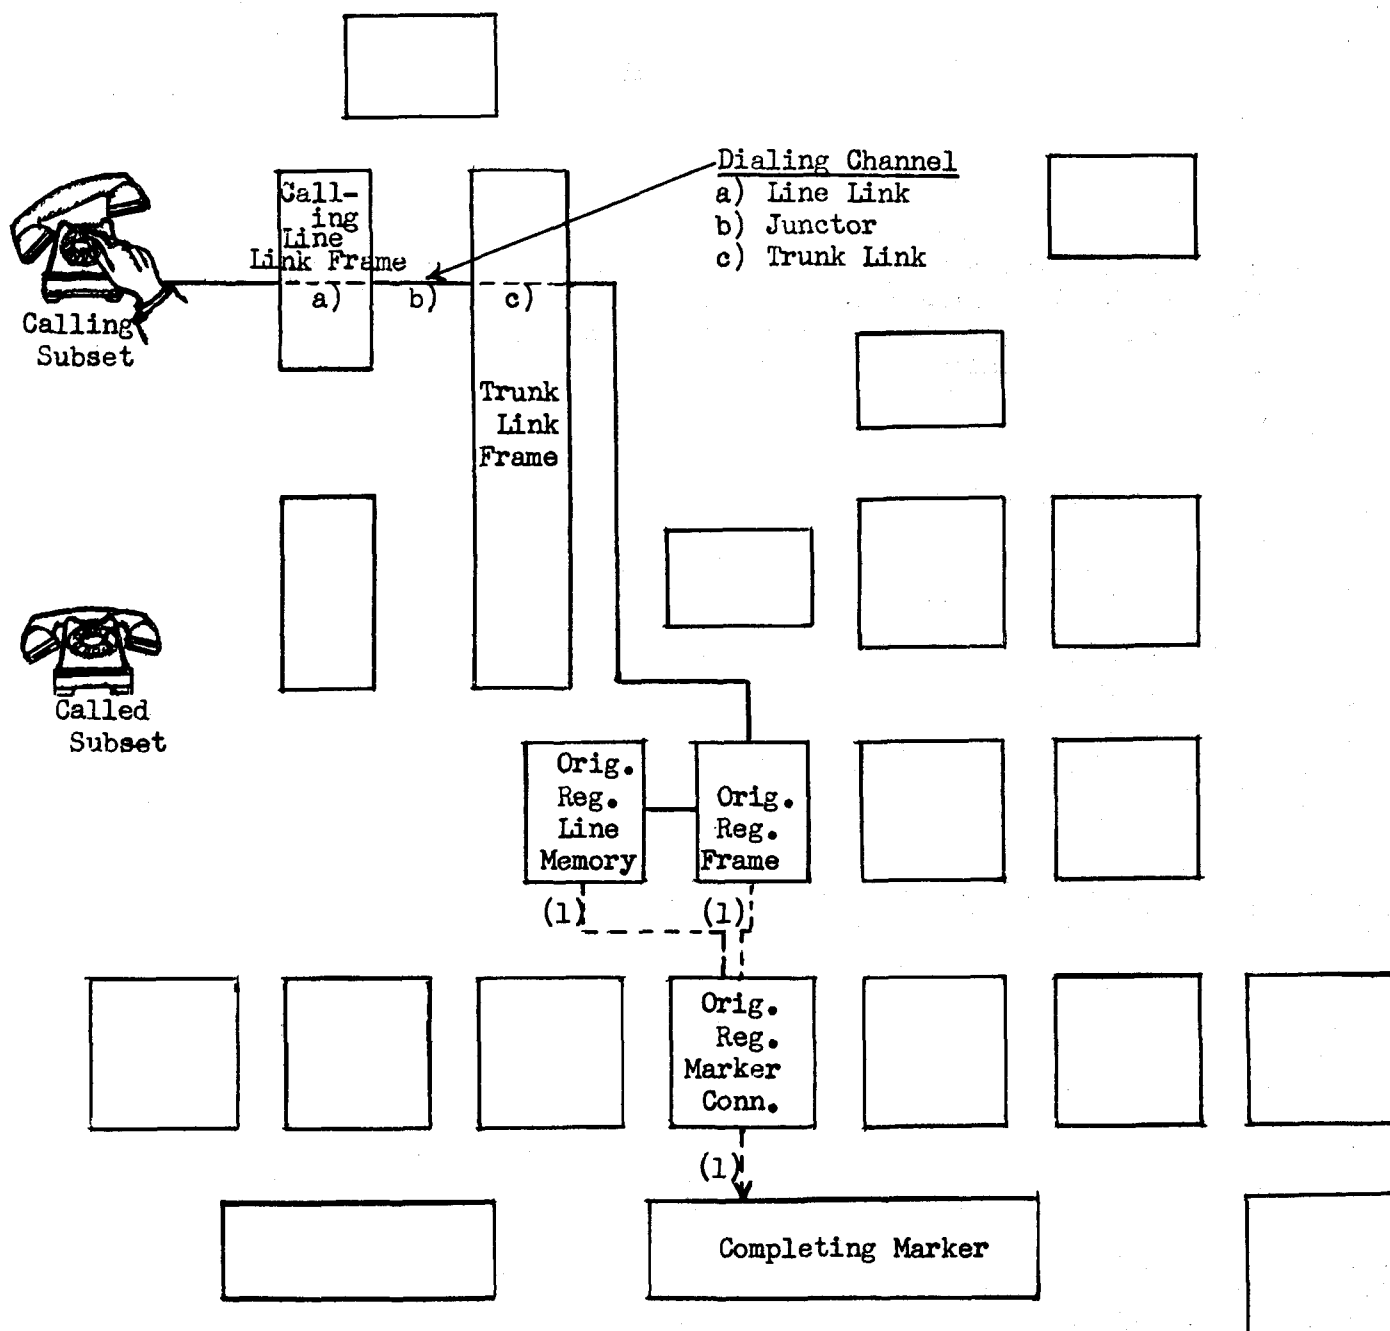 Dialing Channel
a) Line Link
b) Junctor
c) Trunk Link
Call-
ing
Line
Link Frame
a)
b)
c)
Calling
Subset
Trunk
Link
Frame
Called
Subset
Orig.
Reg.
Line
Memory
Orig.
Reg.
Frame
(1)
(1)
Orig.
Reg.
Marker
Conn.
(1)
Completing Marker